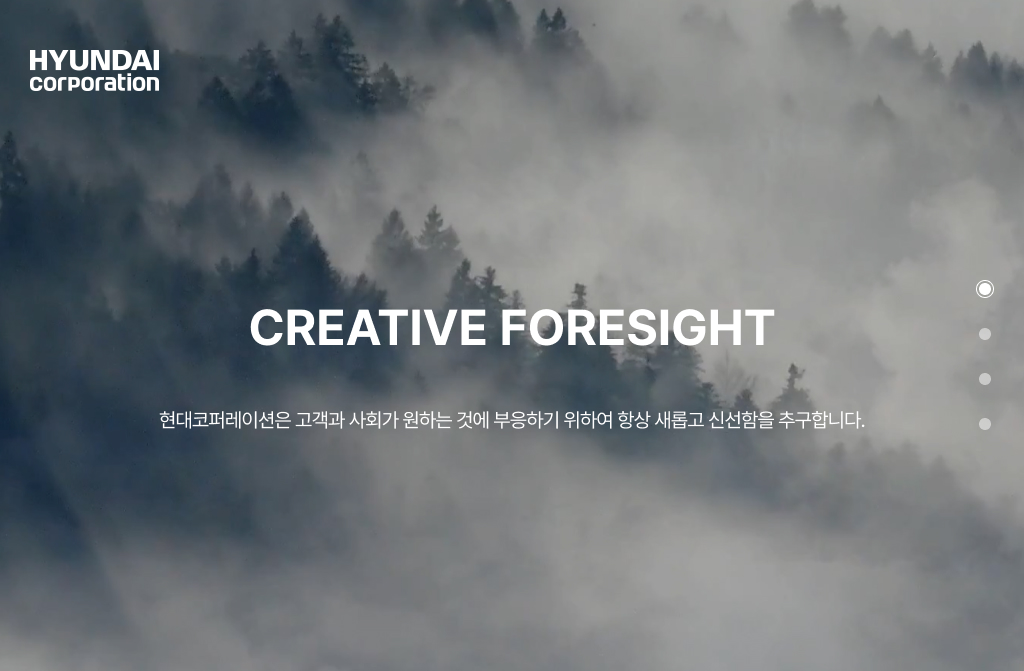 HYUNDAI
corporation
CREATIVE FORESIGHT
현대코퍼레이션은 고객과 사회가 원하는 것에 부응하기 위하여 항상 새롭고 신선함을 추구합니다.